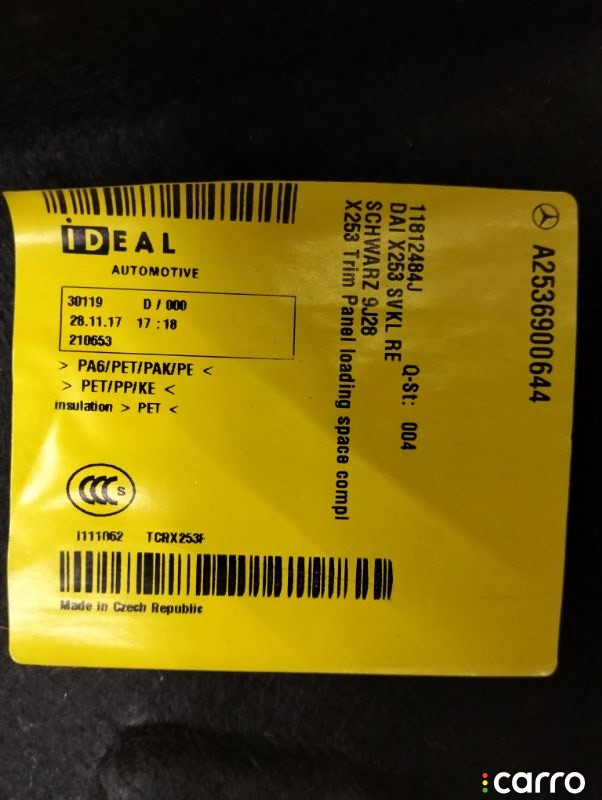 iDEAL
AUTOMOTIVE
30119 D / 000
28.11.17 17 : 18
210653
> PA6/PET/PAK/PE <
> PET/PP/KE <
insulation > PET <
CCC S
I111062 TCRX253F
Made in Czech Republic
A2536900644
11812484J
DAI X253 SVKL RE Q-St: 004
SCHWARZ 9J28
X253 Trim Panel loading space compl
carro